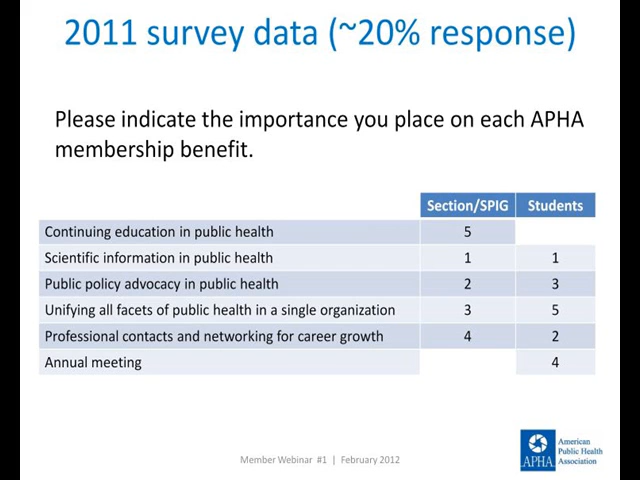 2011 survey data (~20% response)
Please indicate the importance you place on each APHA
membership benefit.
Section/SPIG Students
Continuing education in public health 5
Scientific information in public health 1 1
Public policy advocacy in public health 2 3
Unifying all facets of public health in a single organization 3 5
Professional contacts and networking for career growth 4 2
Annual meeting 4
Member Webinar #1 | February 2012
APHA
American
Public Health
Association